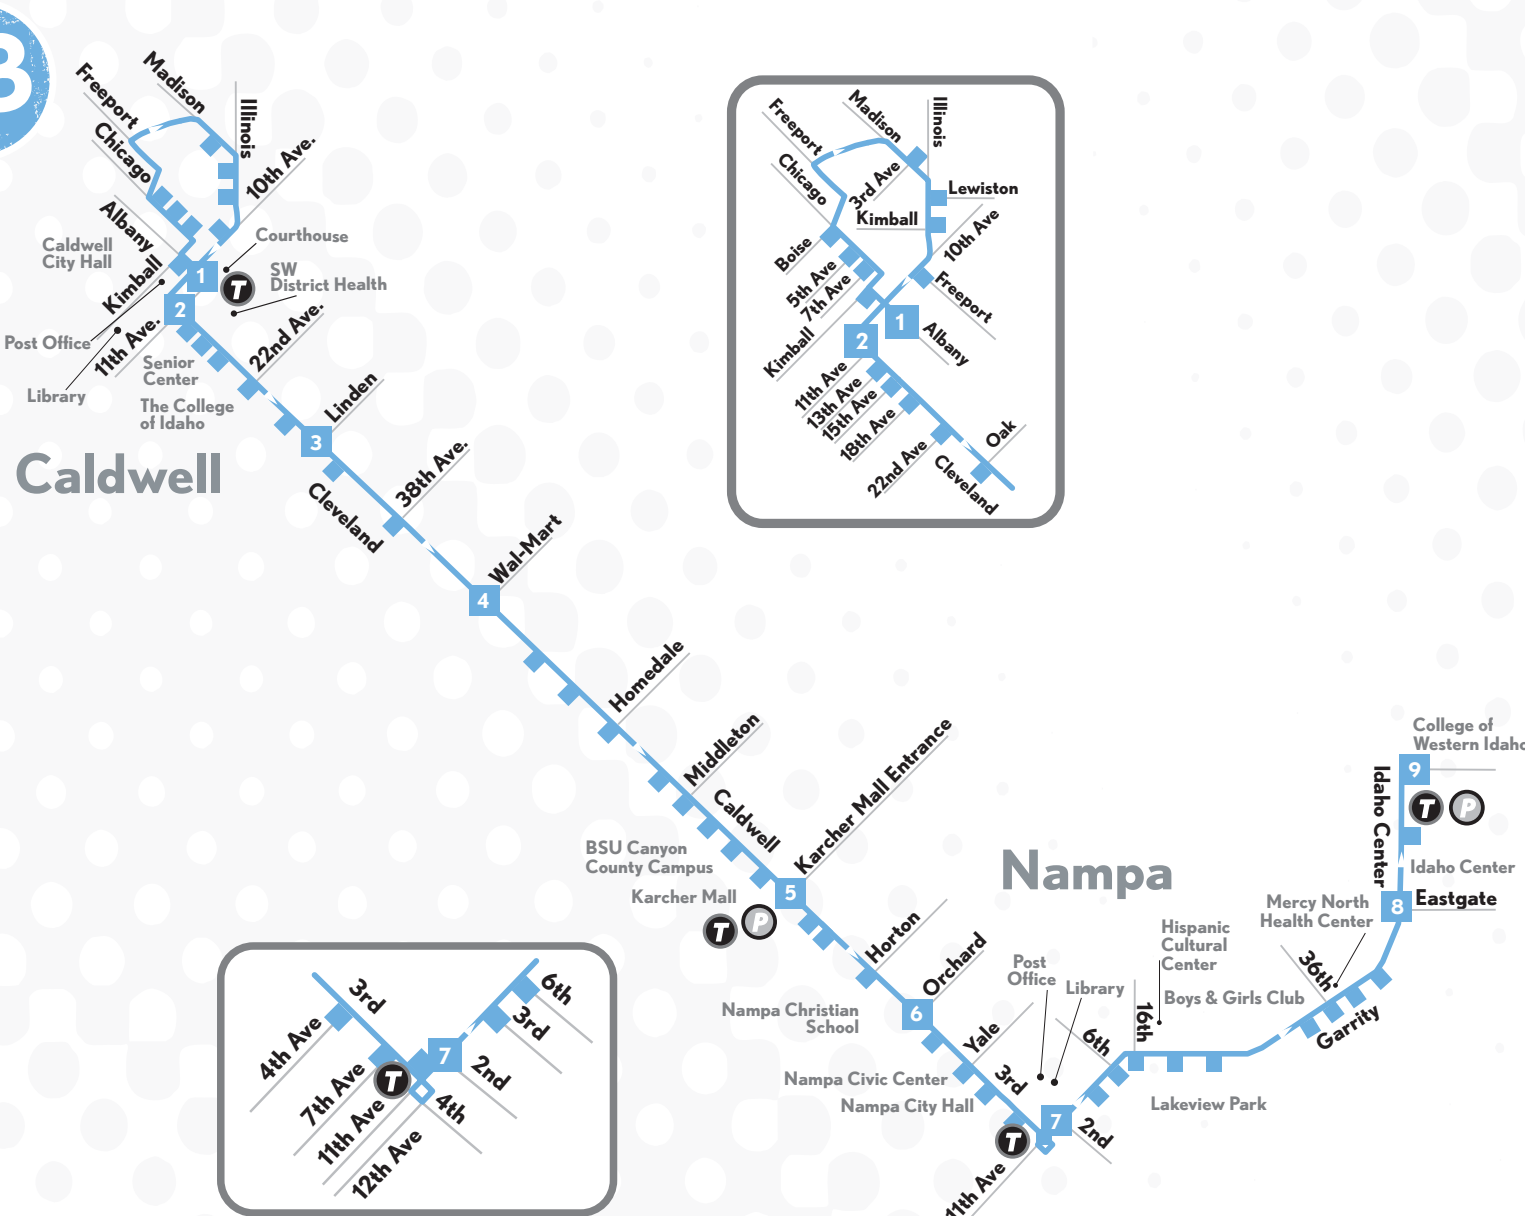 3
Freeport
Madison
Illinois
Chicago
10th Ave.
Albany
Caldwell
City Hall
Courthouse
Kimball
1
T
SW
District Health
2
Post Office
11th Ave.
22nd Ave.
Senior
Center
Library
The College
of Idaho
Linden
3
Caldwell
Cleveland
38th Ave.
Wal-Mart
4
Homedale
Middleton
Caldwell
Karcher Mall Entrance
BSU Canyon
County Campus
Karcher Mall
T
P
5
Horton
Orchard
Nampa Christian
School
6
Yale
3rd
Nampa Civic Center
Nampa City Hall
Post
Office
Library
6th
7
T
2nd
11th Ave
Nampa
16th
Hispanic
Cultural
Center
Boys & Girls Club
Lakeview Park
Mercy North
Health Center
36th
Garrity
8
Eastgate
Idaho Center
Idaho Center
9
College of
Western Idaho
T
P
Freeport
Madison
Illinois
Chicago
3rd Ave
Lewiston
Kimball
10th Ave
Boise
5th Ave
7th Ave
Freeport
Kimball
1
2
Albany
11th Ave
13th Ave
15th Ave
18th Ave
22nd Ave
Oak
Cleveland
3rd
6th
4th Ave
3rd
7
7th Ave
T
2nd
11th Ave
4th
12th Ave